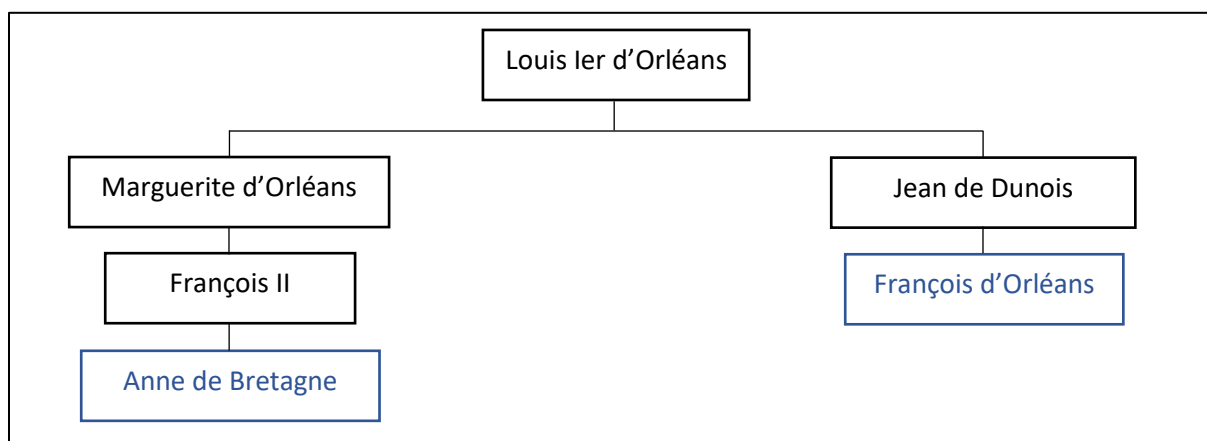 Louis Ier d’Orléans
Marguerite d’Orléans
Jean de Dunois
François II
François d’Orléans
Anne de Bretagne